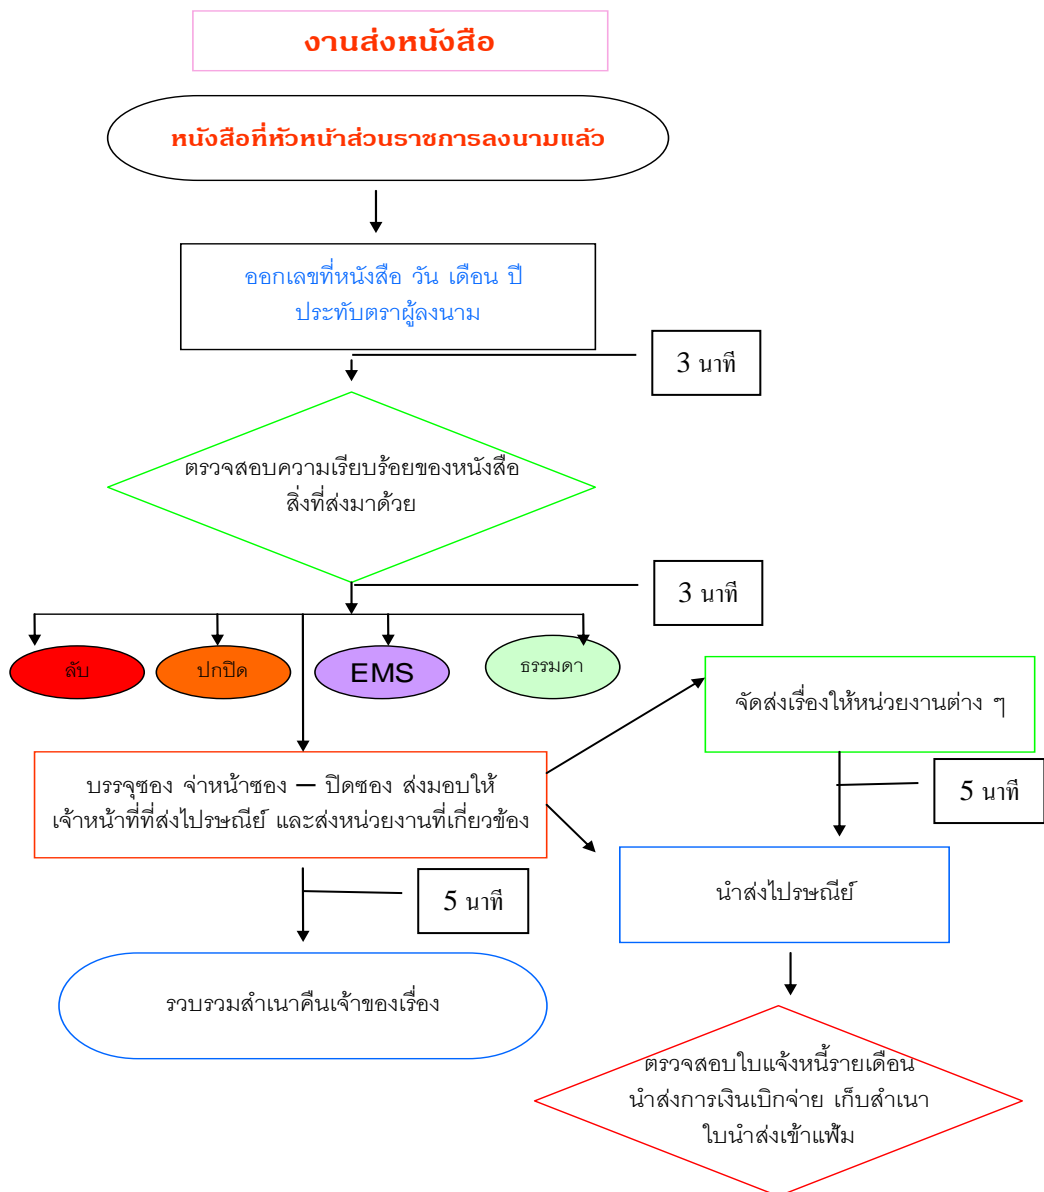 งานส่งหนังสือ
หนังสือที่หัวหน้าส่วนราชการลงนามแล้ว
ออกเลขที่หนังสือ วัน เดือน ปี
ประทับตราผู้ลงนาม
3 นาที
ตรวจสอบความเรียบร้อยของหนังสือ
สิ่งที่ส่งมาด้วย
3 นาที
ลับ
ปกปิด
EMS
ธรรมดา
จัดส่งเรื่องให้หน่วยงานต่าง ๆ
บรรจุซอง จ่าหน้าซอง – ปิดซอง ส่งมอบให้
เจ้าหน้าที่ที่ส่งไปรษณีย์ และส่งหน่วยงานที่เกี่ยวข้อง
5 นาที
นำส่งไปรษณีย์
5 นาที
รวบรวมสำเนาคืนเจ้าของเรื่อง
ตรวจสอบใบแจ้งหนี้รายเดือน
นำส่งการเงินเบิกจ่าย เก็บสำเนา
ใบนำส่งเข้าแฟ้ม